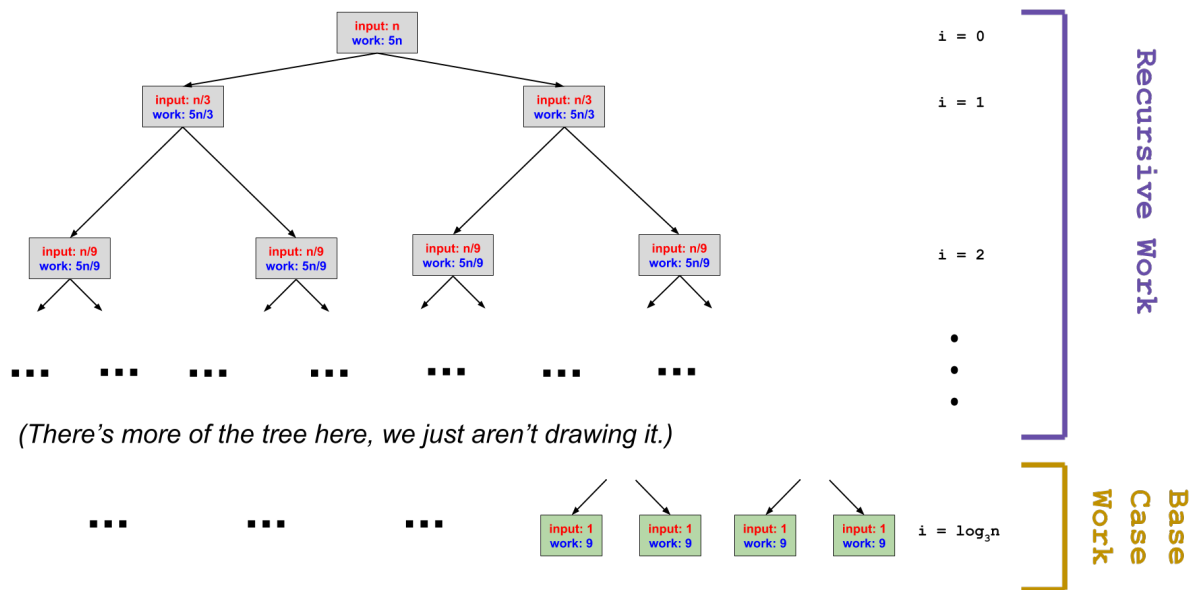 input: n
work: 5n
i = 0
input: n/3
work: 5n/3
input: n/3
work: 5n/3
i = 1
input: n/9
work: 5n/9
input: n/9
work: 5n/9
input: n/9
work: 5n/9
input: n/9
work: 5n/9
i = 2
Recursive Work
(There's more of the tree here, we just aren't drawing it.)
input: 1
work: 9
input: 1
work: 9
input: 1
work: 9
input: 1
work: 9
i = log₃n
Base
Case
Work